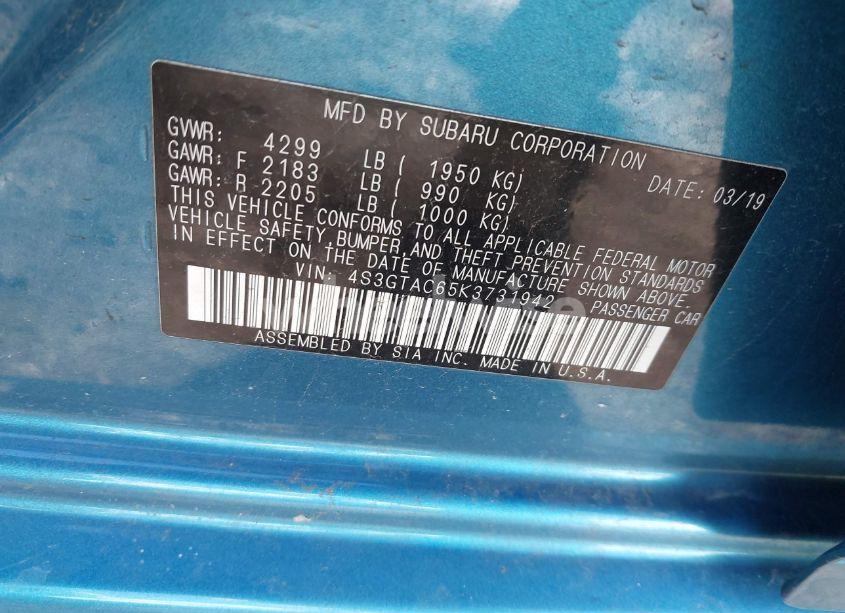 MFD BY SUBARU CORPORATION
GVWR: 4299 LB ( 1950 KG) DATE: 03/19
GAWR: F 2183 LB ( 990 KG)
GAWR: R 2205 LB ( 1000 KG)
THIS VEHICLE CONFORMS TO ALL APPLICABLE FEDERAL MOTOR
VEHICLE SAFETY, BUMPER, AND THEFT PREVENTION STANDARDS
IN EFFECT ON THE DATE OF MANUFACTURE SHOWN ABOVE.
VIN: 4S3GTAC65K3731942 PASSENGER CAR
ASSEMBLED BY SIA INC. MADE IN U.S.A.